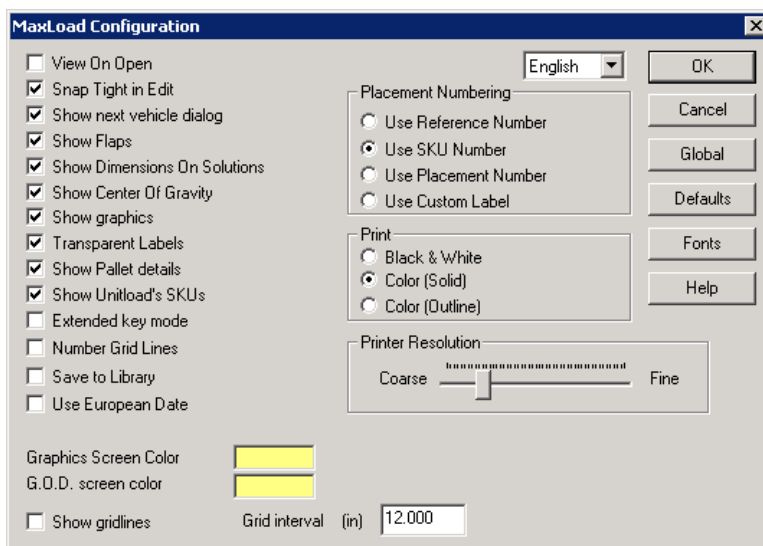 MaxLoad Configuration
View On Open
Snap Tight in Edit
Show next vehicle dialog
Show Flaps
Show Dimensions On Solutions
Show Center Of Gravity
Show graphics
Transparent Labels
Show Pallet details
Show Unitload's SKUs
Extended key mode
Number Grid Lines
Save to Library
Use European Date
Graphics Screen Color
G.O.D. screen color
Show gridlines
Grid interval (in) 12.000
English
Placement Numbering
Use Reference Number
Use SKU Number
Use Placement Number
Use Custom Label
Print
Black & White
Color (Solid)
Color (Outline)
Printer Resolution
Coarse Fine
OK
Cancel
Global
Defaults
Fonts
Help